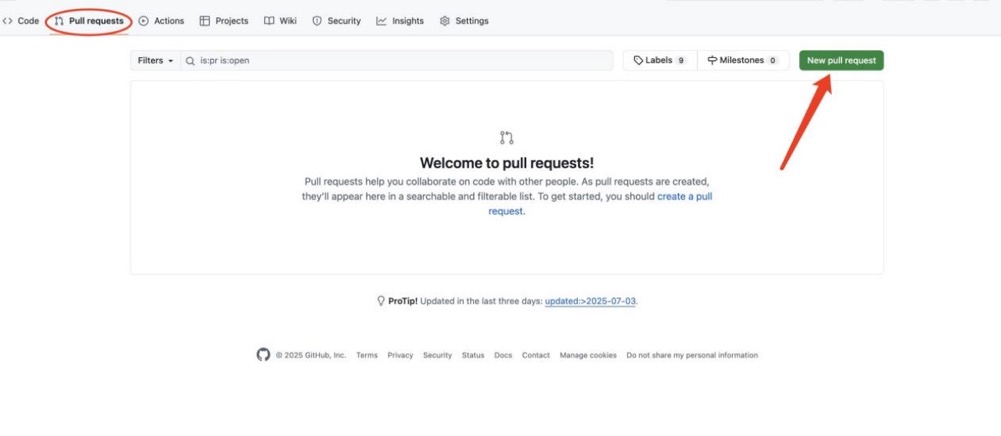 Code Pull requests Actions Projects Wiki Security Insights Settings
Filters is:pr is:open Labels 9 Milestones 0 New pull request
Welcome to pull requests!
Pull requests help you collaborate on code with other people. As pull requests are created,
they'll appear here in a searchable and filterable list. To get started, you should create a pull
request.
ProTip! Updated in the last three days: updated:>2025-07-03.
© 2025 GitHub, Inc. Terms Privacy Security Status Docs Contact Manage cookies Do not share my personal information